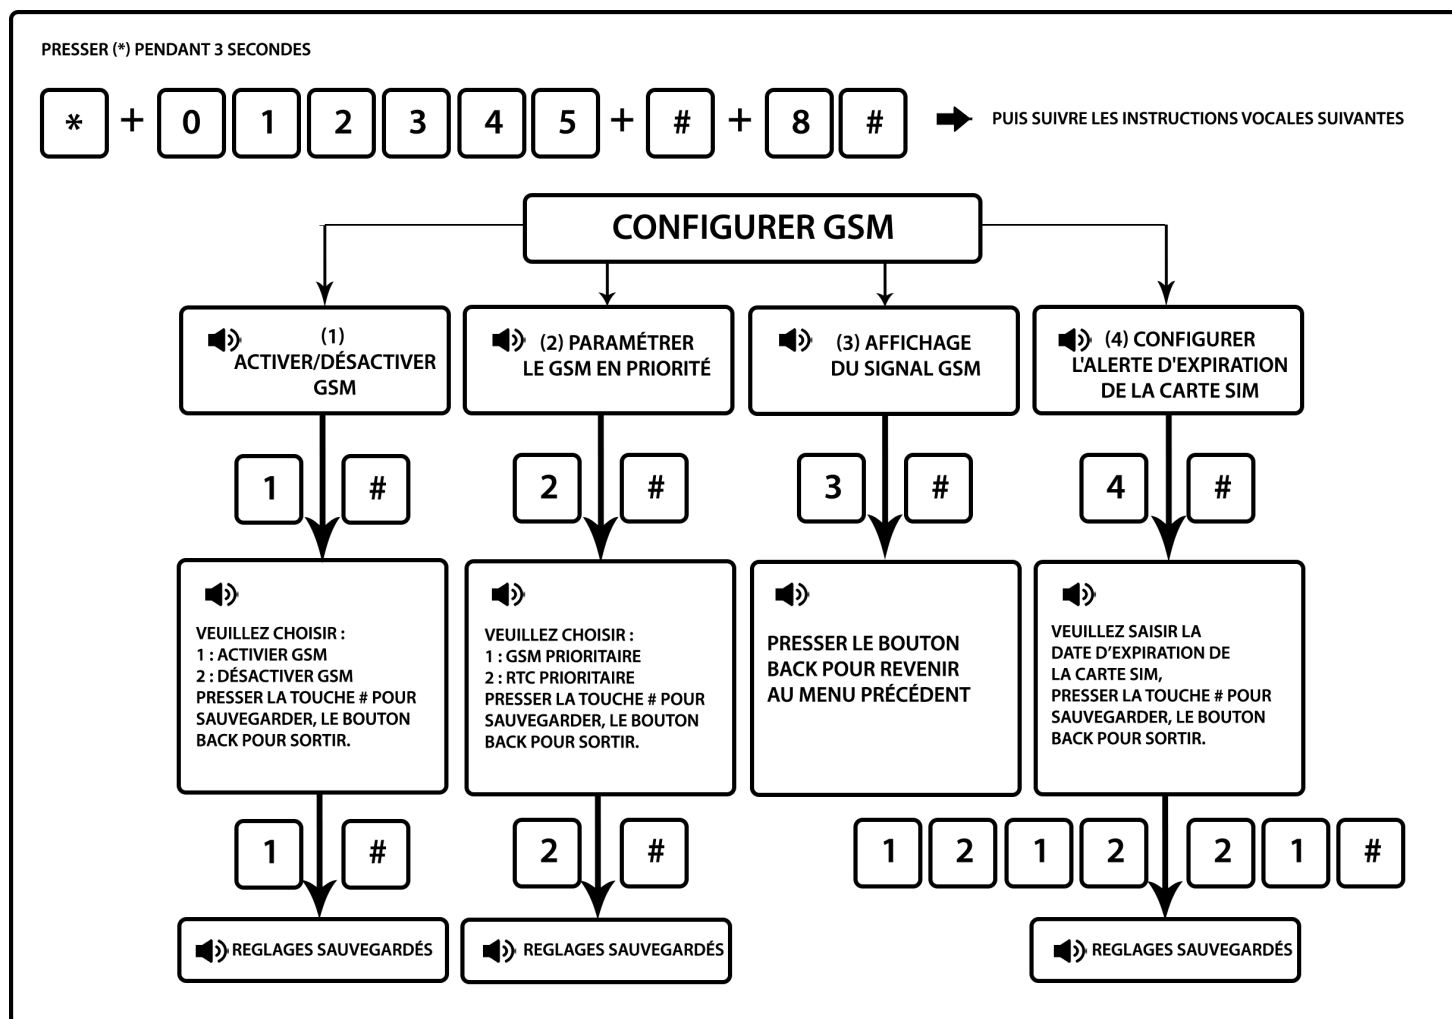 PRESSER (*) PENDANT 3 SECONDES
* + 0 1 2 3 4 5 + # + 8 # PUIS SUIVRE LES INSTRUCTIONS VOCALES SUIVANTES
CONFIGURER GSM
(1)
ACTIVER/DÉSACTIVER
GSM
(2) PARAMÉTRER
LE GSM EN PRIORITÉ
(3) AFFICHAGE
DU SIGNAL GSM
(4) CONFIGURER
L'ALERTE D'EXPIRATION
DE LA CARTE SIM
1 #
2 #
3 #
4 #
VEUILLEZ CHOISIR :
1 : ACTIVIER GSM
2 : DÉSACTIVER GSM
PRESSER LA TOUCHE # POUR
SAUVEGARDER, LE BOUTON
BACK POUR SORTIR.
VEUILLEZ CHOISIR :
1 : GSM PRIORITAIRE
2 : RTC PRIORITAIRE
PRESSER LA TOUCHE # POUR
SAUVEGARDER, LE BOUTON
BACK POUR SORTIR.
PRESSER LE BOUTON
BACK POUR REVENIR
AU MENU PRÉCÉDENT
VEUILLEZ SAISIR LA
DATE D’EXPIRATION DE
LA CARTE SIM,
PRESSER LA TOUCHE # POUR
SAUVEGARDER, LE BOUTON
BACK POUR SORTIR.
1 #
2 #
1 2 1 2 2 1 #
REGLAGES SAUVEGARDÉS
REGLAGES SAUVEGARDÉS
REGLAGES SAUVEGARDÉS